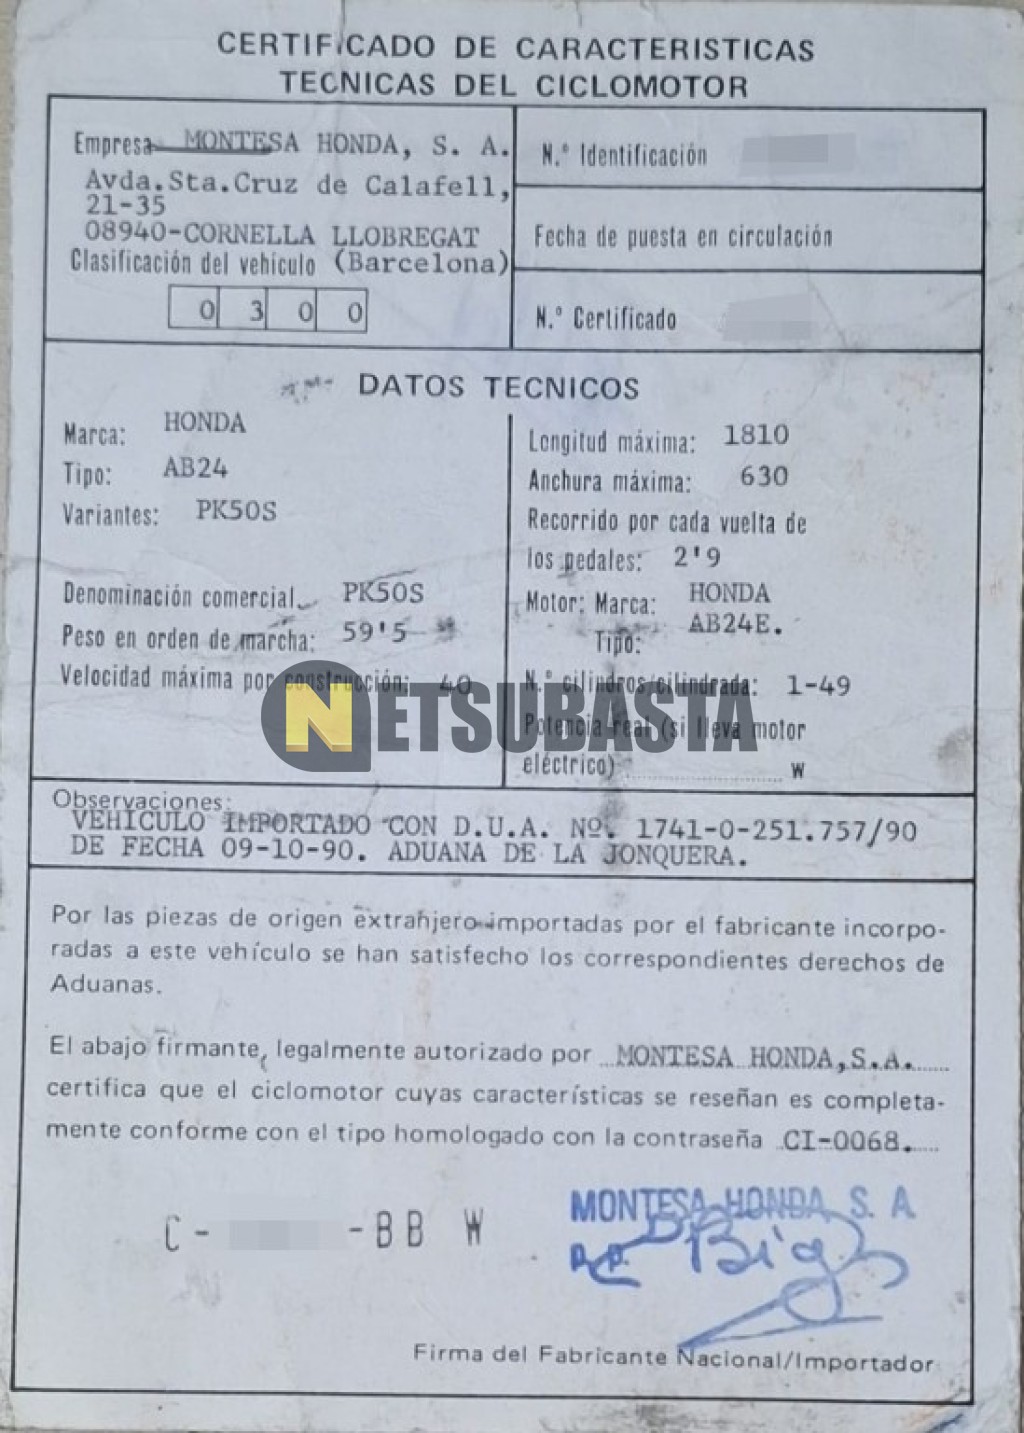 CERTIFICADO DE CARACTERISTICAS
TECNICAS DEL CICLOMOTOR
Empresa MONTESA HONDA, S. A.
Avda.Sta.Cruz de Calafell,
21-35
08940-CORNELLA LLOBREGAT
Clasificación del vehículo (Barcelona)
0 3 0 0
N.º Identificación
Fecha de puesta en circulación
N.º Certificado
DATOS TECNICOS
Marca: HONDA
Tipo: AB24
Variantes: PK50S
Denominación comercial PK50S
Peso en orden de marcha: 59'5
Velocidad máxima por construcción: 40
Longitud máxima: 1810
Anchura máxima: 630
Recorrido por cada vuelta de
los pedales: 2'9
Motor: Marca: HONDA
Tipo: AB24E.
N.º cilindros/cilindrada: 1-49
Potencia real (si lleva motor
eléctrico) W
NETSUBASTA
Observaciones:
VEHICULO IMPORTADO CON D.U.A. Nº. 1741-0-251.757/90
DE FECHA 09-10-90. ADUANA DE LA JONQUERA.
Por las piezas de origen extranjero importadas por el fabricante incorpo-
radas a este vehículo se han satisfecho los correspondientes derechos de
Aduanas.
El abajo firmante, legalmente autorizado por MONTESA HONDA,S.A.
certifica que el ciclomotor cuyas características se reseñan es completa-
mente conforme con el tipo homologado con la contraseña CI-0068.
C- -BB W
MONTESA HONDA, S. A
P.P.
Firma del Fabricante Nacional/Importador